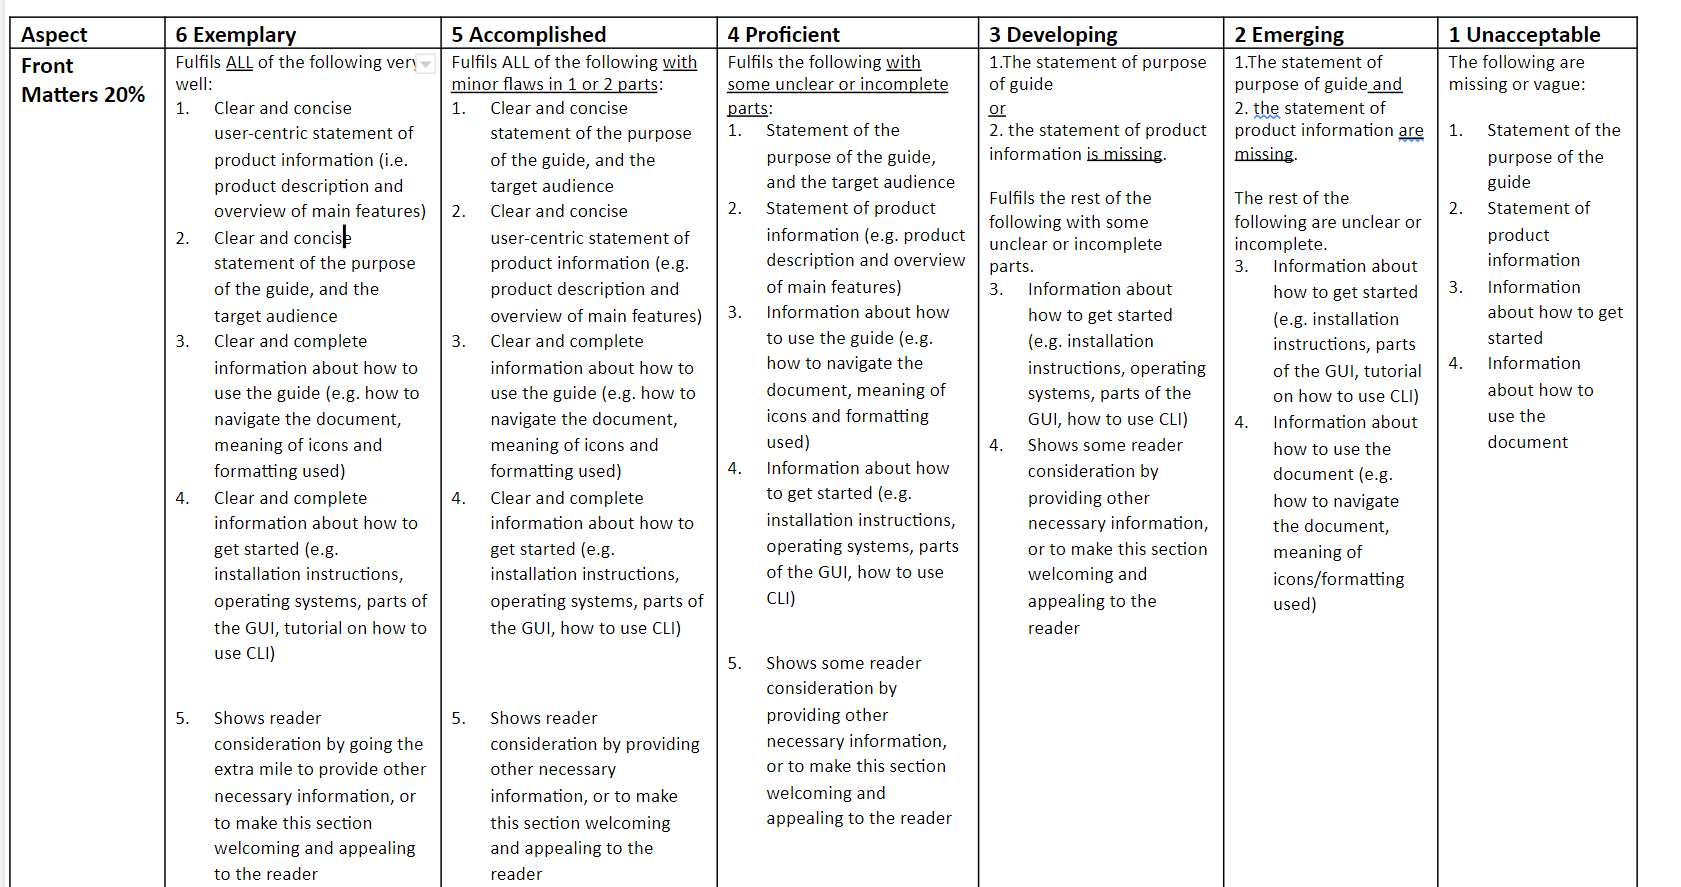 Aspect
6 Exemplary
5 Accomplished
4 Proficient
3 Developing
2 Emerging
1 Unacceptable
Front
Matters 20%
Fulfils ALL of the following very
well:
1. Clear and concise
user-centric statement of
product information (i.e.
product description and
overview of main features)
2. Clear and concise
statement of the purpose
of the guide, and the
target audience
3. Clear and complete
information about how to
use the guide (e.g. how to
navigate the document,
meaning of icons and
formatting used)
4. Clear and complete
information about how to
get started (e.g.
installation instructions,
operating systems, parts of
the GUI, tutorial on how to
use CLI)
5. Shows reader
consideration by going the
extra mile to provide other
necessary information, or
to make this section
welcoming and appealing
to the reader
Fulfils ALL of the following with
minor flaws in 1 or 2 parts:
1. Clear and concise
statement of the purpose
of the guide, and the
target audience
2. Clear and concise
user-centric statement of
product information (e.g.
product description and
overview of main features)
3. Clear and complete
information about how to
use the guide (e.g. how to
navigate the document,
meaning of icons and
formatting used)
4. Clear and complete
information about how to
get started (e.g.
installation instructions,
operating systems, parts of
the GUI, how to use CLI)
5. Shows reader
consideration by providing
other necessary
information, or to make
this section welcoming
and appealing to the
reader
Fulfils the following with
some unclear or incomplete
parts:
1. Statement of the
purpose of the guide,
and the target audience
2. Statement of product
information (e.g. product
description and overview
of main features)
3. Information about how
to use the guide (e.g.
how to navigate the
document, meaning of
icons and formatting
used)
4. Information about how
to get started (e.g.
installation instructions,
operating systems, parts
of the GUI, how to use
CLI)
5. Shows some reader
consideration by
providing other
necessary information,
or to make this section
welcoming and
appealing to the reader
1.The statement of purpose
of guide
or
2. the statement of product
information is missing.
Fulfils the rest of the
following with some
unclear or incomplete
parts.
3. Information about
how to get started
(e.g. installation
instructions, operating
systems, parts of the
GUI, how to use CLI)
4. Shows some reader
consideration by
providing other
necessary information,
or to make this section
welcoming and
appealing to the
reader
1.The statement of
purpose of guide and
2. the statement of
product information are
missing.
The rest of the
following are unclear or
incomplete.
3. Information about
how to get started
(e.g. installation
instructions, parts
of the GUI, tutorial
on how to use CLI)
4. Information about
how to use the
document (e.g.
how to navigate
the document,
meaning of
icons/formatting
used)
The following are
missing or vague:
1. Statement of the
purpose of the
guide
2. Statement of
product
information
3. Information
about how to get
started
4. Information
about how to
use the
document